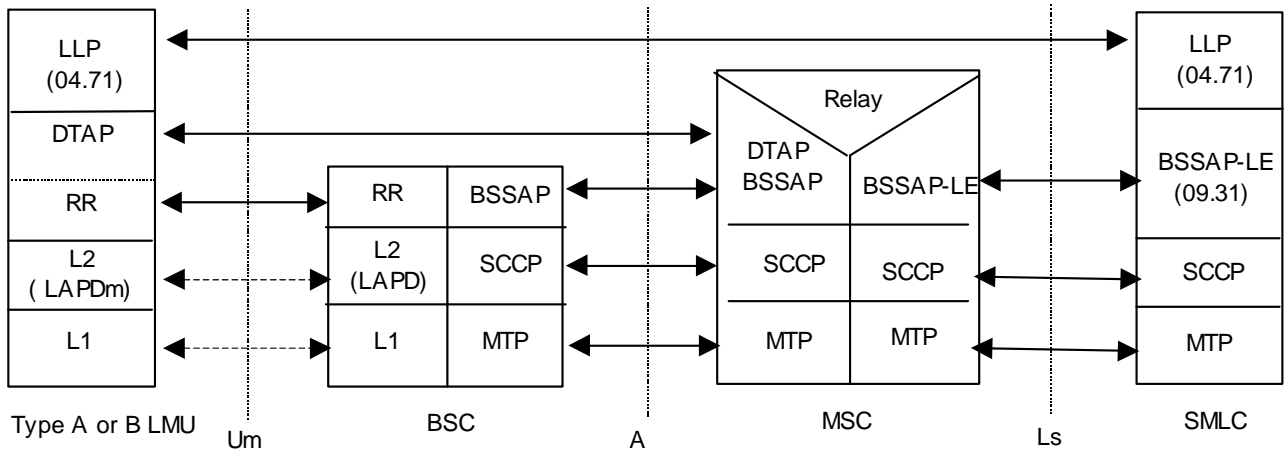 LLP
(04.71)
DTAP
RR
L2
( LAPDm)
L1
Type A or B LMU
Um
RR
BSSAP
L2
(LAPD)
SCCP
L1
MTP
BSC
A
Relay
DTAP
BSSAP
BSSAP-LE
SCCP
SCCP
MTP
MTP
MSC
Ls
LLP
(04.71)
BSSAP-LE
(09.31)
SCCP
MTP
SMLC